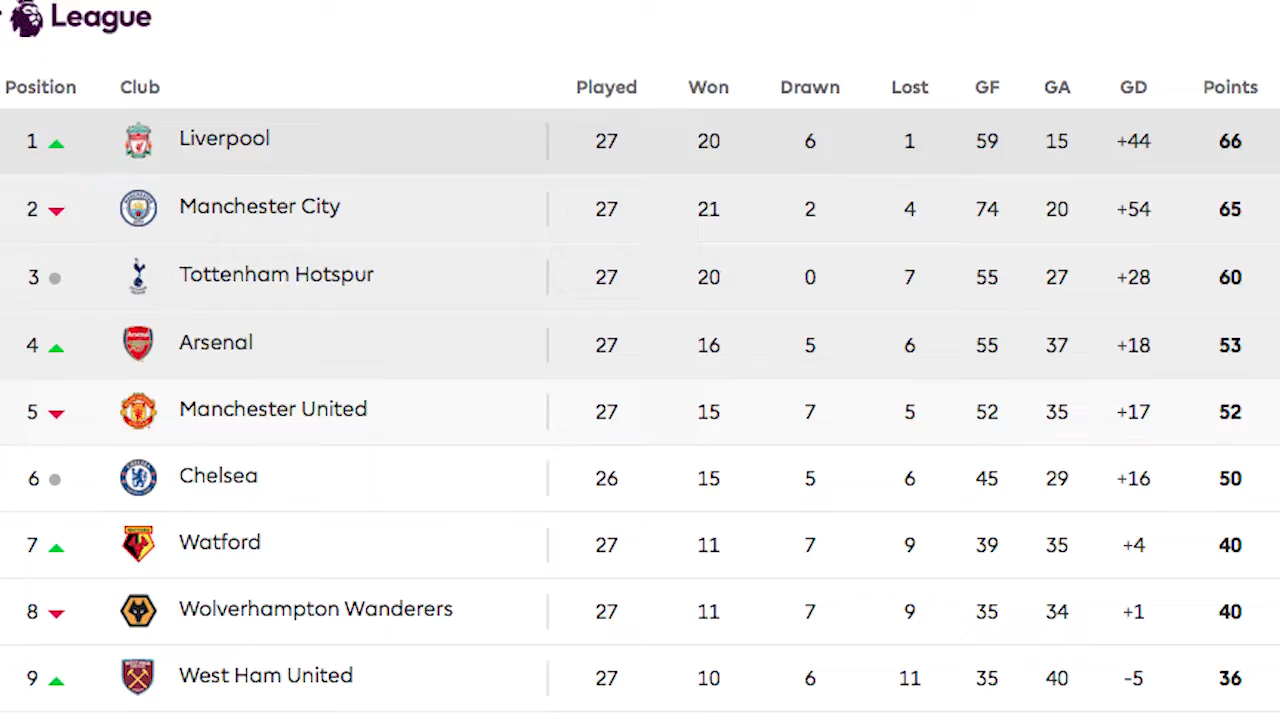 League
Position Club Played Won Drawn Lost GF GA GD Points
1 Liverpool 27 20 6 1 59 15 +44 66
2 Manchester City 27 21 2 4 74 20 +54 65
3 Tottenham Hotspur 27 20 0 7 55 27 +28 60
4 Arsenal 27 16 5 6 55 37 +18 53
5 Manchester United 27 15 7 5 52 35 +17 52
6 Chelsea 26 15 5 6 45 29 +16 50
7 Watford 27 11 7 9 39 35 +4 40
8 Wolverhampton Wanderers 27 11 7 9 35 34 +1 40
9 West Ham United 27 10 6 11 35 40 -5 36